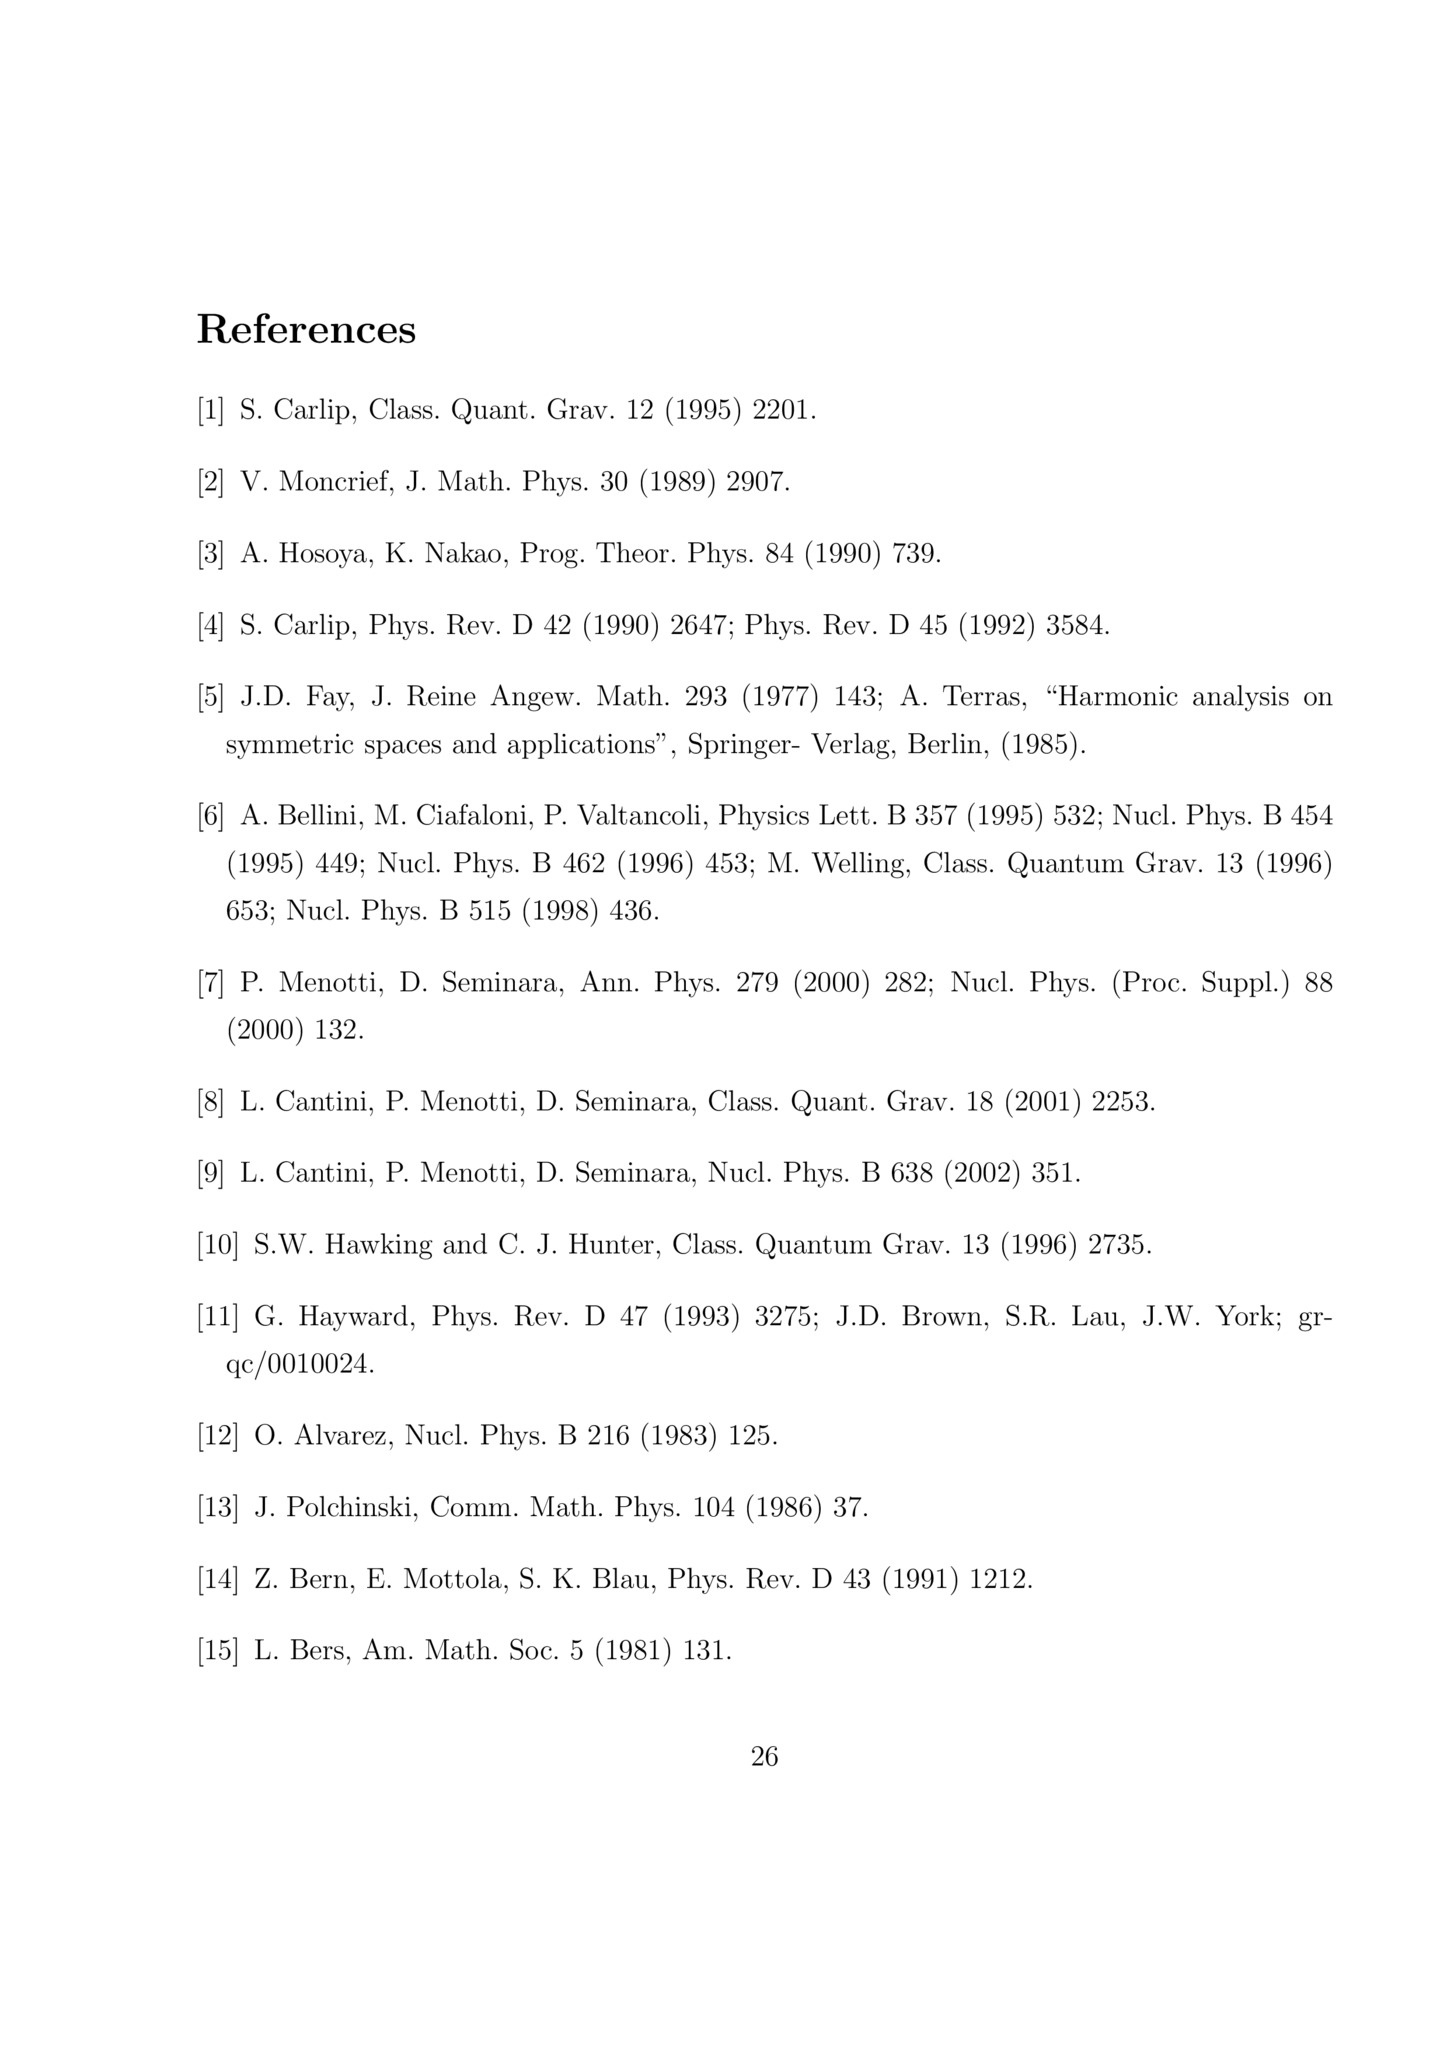 References
[1] S. Carlip, Class. Quant. Grav. 12 (1995) 2201.
[2] V. Moncrief, J. Math. Phys. 30 (1989) 2907.
[3] A. Hosoya, K. Nakao, Prog. Theor. Phys. 84 (1990) 739.
[4] S. Carlip, Phys. Rev. D 42 (1990) 2647; Phys. Rev. D 45 (1992) 3584.
[5] J.D. Fay, J. Reine Angew. Math. 293 (1977) 143; A. Terras, “Harmonic analysis on
symmetric spaces and applications”, Springer- Verlag, Berlin, (1985).
[6] A. Bellini, M. Ciafaloni, P. Valtancoli, Physics Lett. B 357 (1995) 532; Nucl. Phys. B 454
(1995) 449; Nucl. Phys. B 462 (1996) 453; M. Welling, Class. Quantum Grav. 13 (1996)
653; Nucl. Phys. B 515 (1998) 436.
[7] P. Menotti, D. Seminara, Ann. Phys. 279 (2000) 282; Nucl. Phys. (Proc. Suppl.) 88
(2000) 132.
[8] L. Cantini, P. Menotti, D. Seminara, Class. Quant. Grav. 18 (2001) 2253.
[9] L. Cantini, P. Menotti, D. Seminara, Nucl. Phys. B 638 (2002) 351.
[10] S.W. Hawking and C. J. Hunter, Class. Quantum Grav. 13 (1996) 2735.
[11] G. Hayward, Phys. Rev. D 47 (1993) 3275; J.D. Brown, S.R. Lau, J.W. York; gr-
qc/0010024.
[12] O. Alvarez, Nucl. Phys. B 216 (1983) 125.
[13] J. Polchinski, Comm. Math. Phys. 104 (1986) 37.
[14] Z. Bern, E. Mottola, S. K. Blau, Phys. Rev. D 43 (1991) 1212.
[15] L. Bers, Am. Math. Soc. 5 (1981) 131.
26